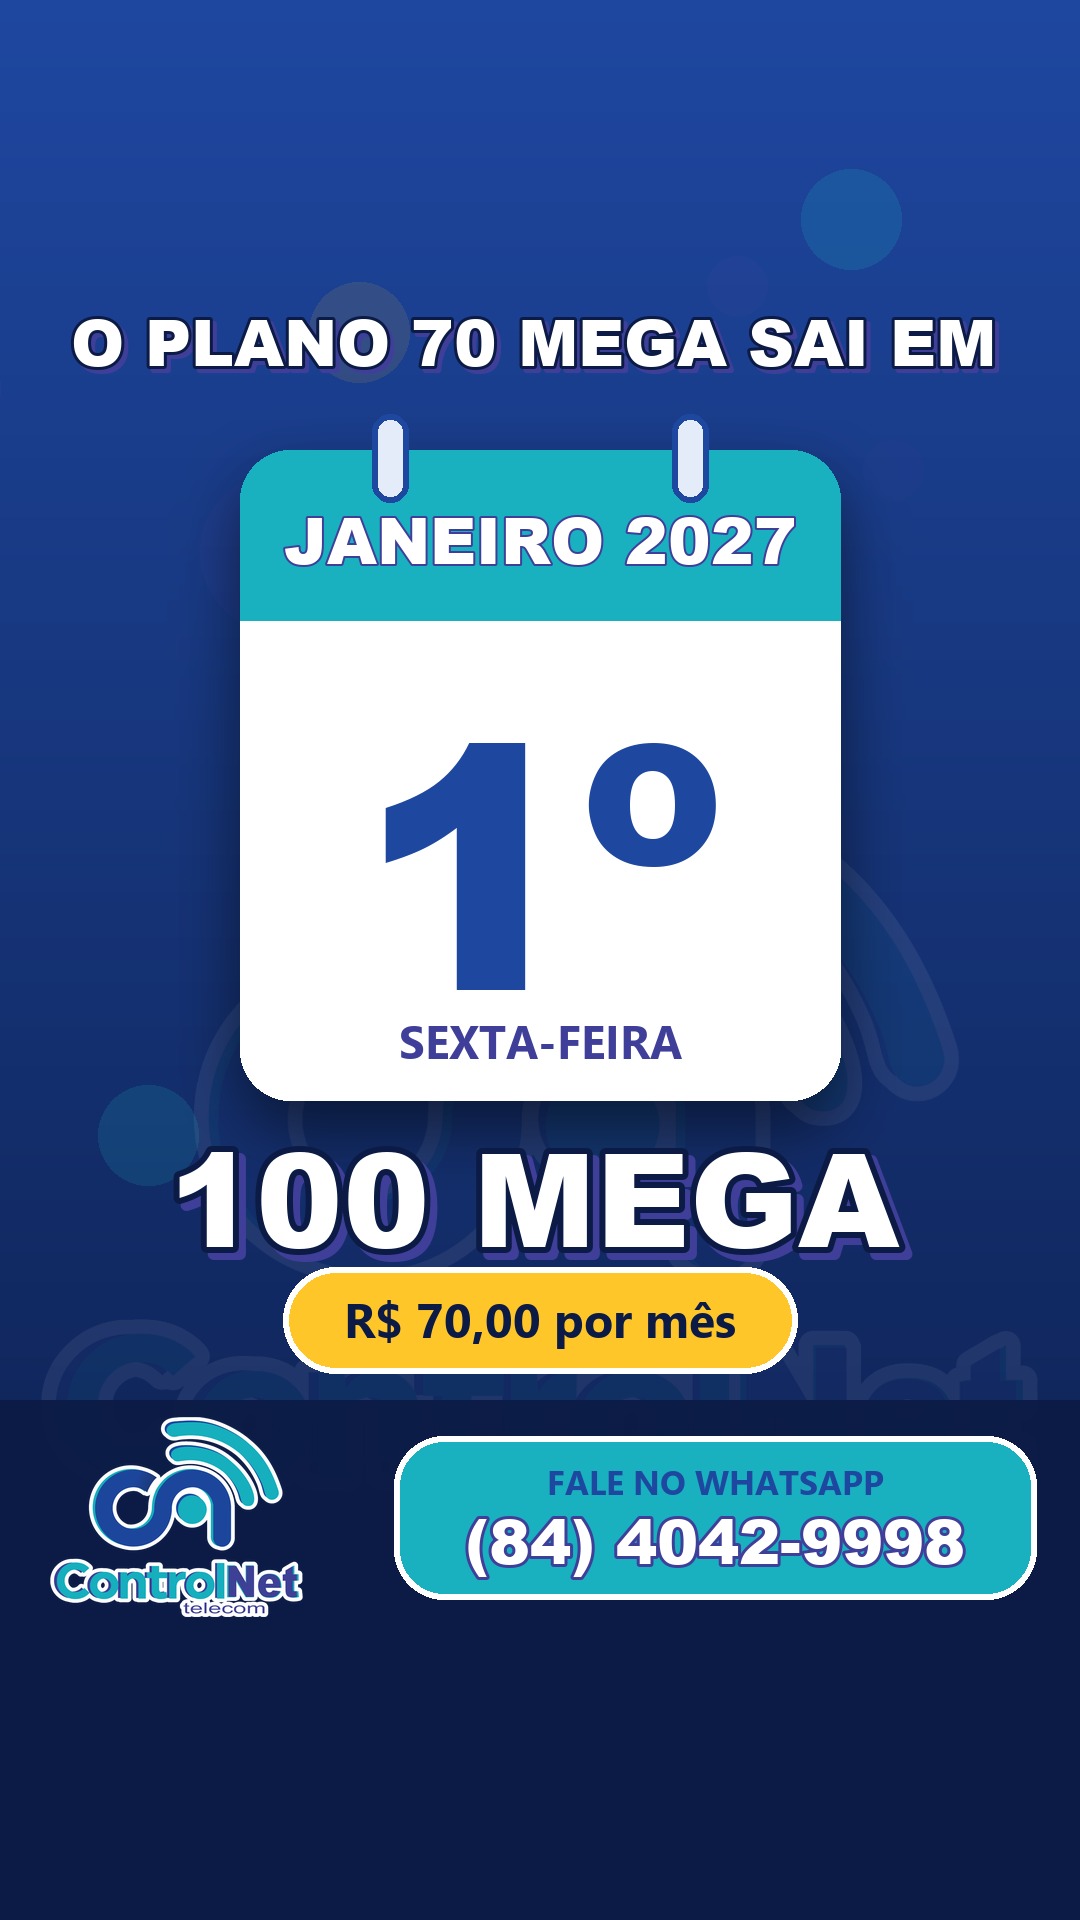 O PLANO 70 MEGA SAI EM
JANEIRO 2027
1º
SEXTA-FEIRA
100 MEGA
R$ 70,00 por mês
FALE NO WHATSAPP
(84) 4042-9998
ControlNet
telecom